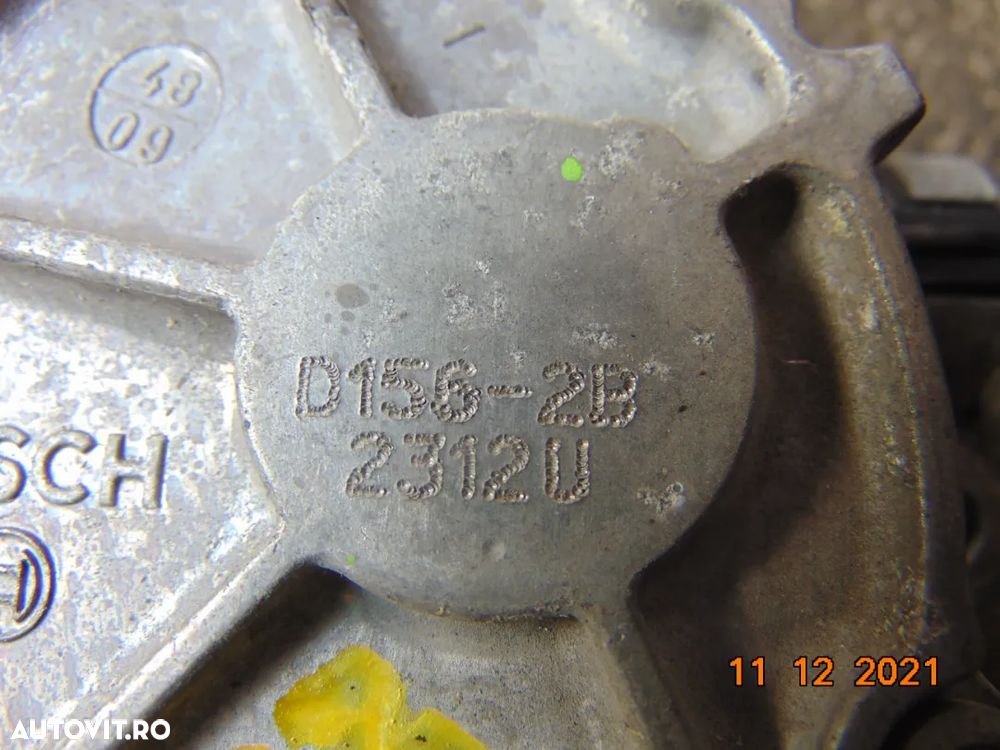 48
09
D156-2B
2312U
SCH
H
11 12 2021
AUTOVIT.RO